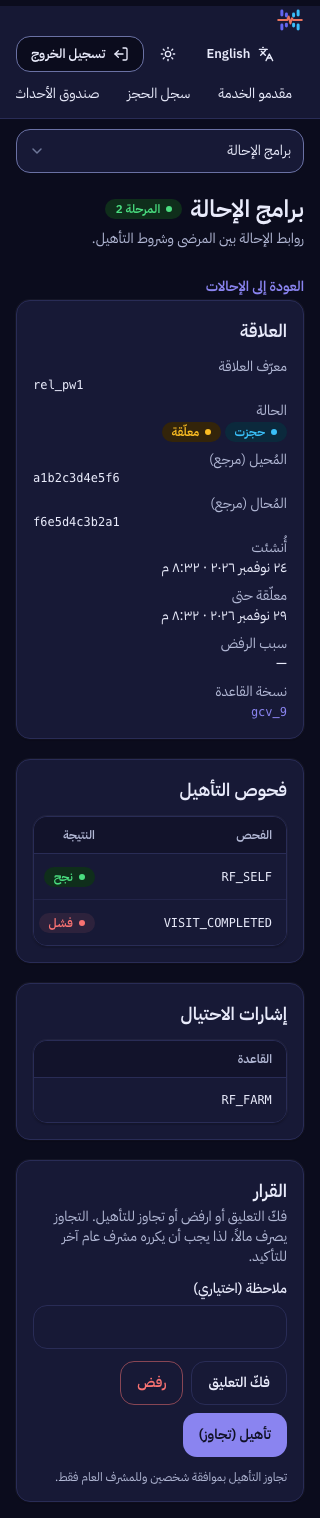 English
تسجيل الخروج
مقدمو الخدمة
سجل الحجز
صندوق الأحداث
برامج الإحالة
برامج الإحالة
المرحلة 2
روابط الإحالة بين المرضى وشروط التأهيل.
العودة إلى الإحالات
العلاقة
معرّف العلاقة
rel_pw1
الحالة
حجزت
معلّقة
المُحيل (مرجع)
a1b2c3d4e5f6
المُحال (مرجع)
f6e5d4c3b2a1
أُنشئت
٢٤ نوفمبر ٢٠٢٦ · ٨:٣٢ م
معلّقة حتى
٢٩ نوفمبر ٢٠٢٦ · ٨:٣٢ م
سبب الرفض
—
نسخة القاعدة
gcv_9
فحوص التأهيل
الفحص النتيجة
RF_SELF نجح
VISIT_COMPLETED فشل
إشارات الاحتيال
القاعدة
RF_FARM
القرار
فكّ التعليق أو ارفض أو تجاوز للتأهيل. التجاوز
يصرف مالاً، لذا يجب أن يكرره مشرف عام آخر
للتأكيد.
ملاحظة (اختياري)
فكّ التعليق
رفض
تأهيل (تجاوز)
تجاوز التأهيل بموافقة شخصين وللمشرف العام فقط.